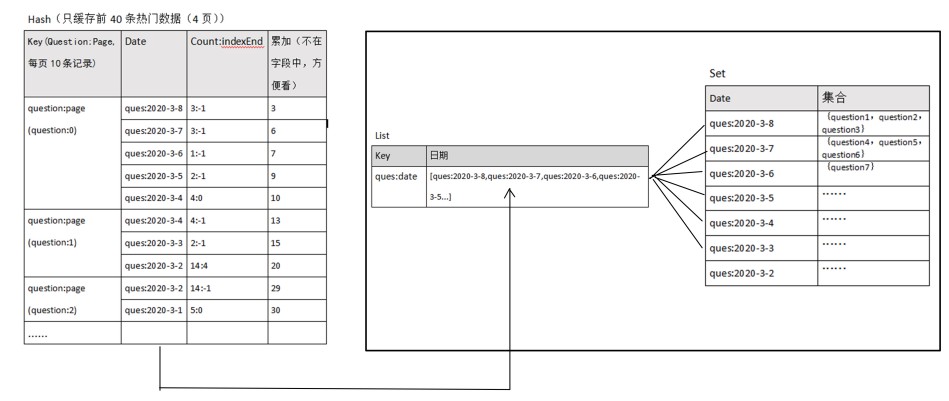 Hash（只缓存前 40 条热门数据（4 页））
Key(Question:Page, 每页 10 条记录) Date Count:indexEnd 累加（不在字段中，方便看）
question:page (question:0) ques:2020-3-8 3:-1 3
ques:2020-3-7 3:-1 6
ques:2020-3-6 1:-1 7
ques:2020-3-5 2:-1 9
ques:2020-3-4 4:0 10
question:page (question:1) ques:2020-3-4 4:-1 13
ques:2020-3-3 2:-1 15
ques:2020-3-2 14:4 20
question:page (question:2) ques:2020-3-2 14:-1 29
ques:2020-3-1 5:0 30
......
List
Key 日期
ques:date [ques:2020-3-8,ques:2020-3-7,ques:2020-3-6,ques:2020-
3-5...]
Set
Date 集合
ques:2020-3-8 （question1，question2，
question3）
ques:2020-3-7 （question4，question5，
question6）
ques:2020-3-6 （question7）
ques:2020-3-5 ......
ques:2020-3-4 ......
ques:2020-3-3 ......
ques:2020-3-2 ......